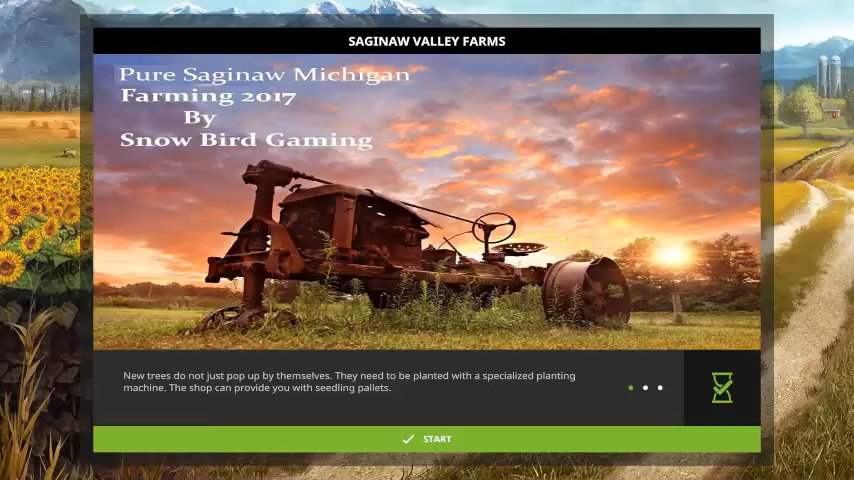 SAGINAW VALLEY FARMS
Pure Saginaw Michigan
Farming 2017
By
Snow Bird Gaming
New trees do not just pop up by themselves. They need to be planted with a specialized planting
machine. The shop can provide you with seedling pallets.
START